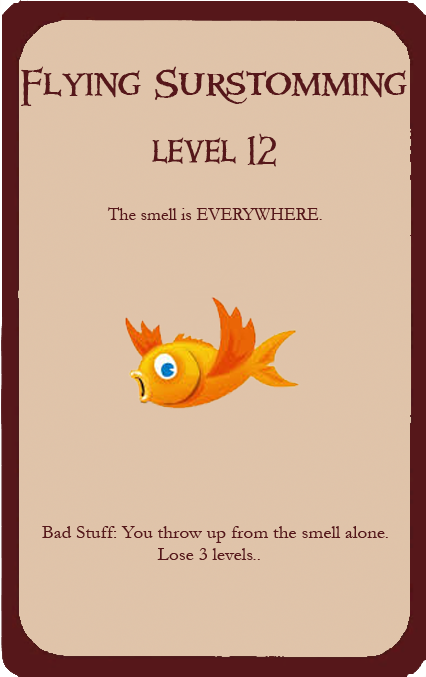 Flying Surstomming
Level 12
The smell is EVERYWHERE.
Bad Stuff: You throw up from the smell alone.
Lose 3 levels..